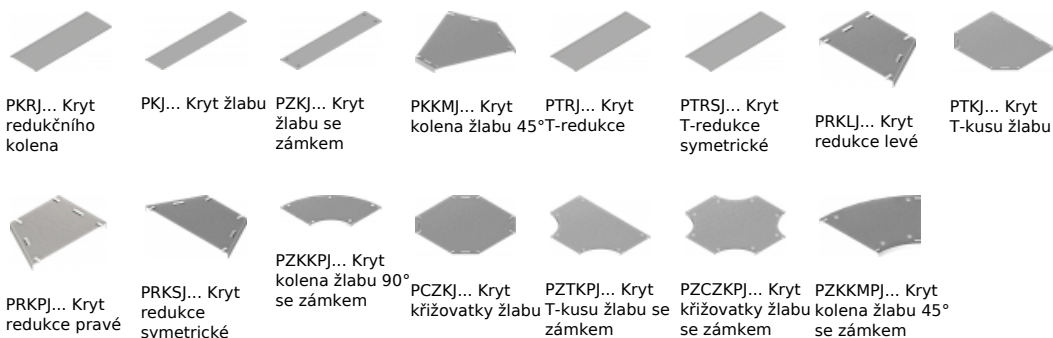 PKRJ... Kryt
redukčního
kolena
PKJ... Kryt žlabu
PZKJ... Kryt
žlabu se
zámkem
PKKMJ... Kryt
kolena žlabu 45°
PTRJ... Kryt
T-redukce
PTRSJ... Kryt
T-redukce
symetrické
PRKLJ... Kryt
redukce levé
PTKJ... Kryt
T-kusu žlabu
PRKPJ... Kryt
redukce pravé
PRKSJ... Kryt
redukce
symetrické
PZKKPJ... Kryt
kolena žlabu 90°
se zámkem
PCZKJ... Kryt
křižovatky žlabu
PZTKPJ... Kryt
T-kusu žlabu se
zámkem
PZCZKPJ... Kryt
křižovatky žlabu
se zámkem
PZKKMPJ... Kryt
kolena žlabu 45°
se zámkem